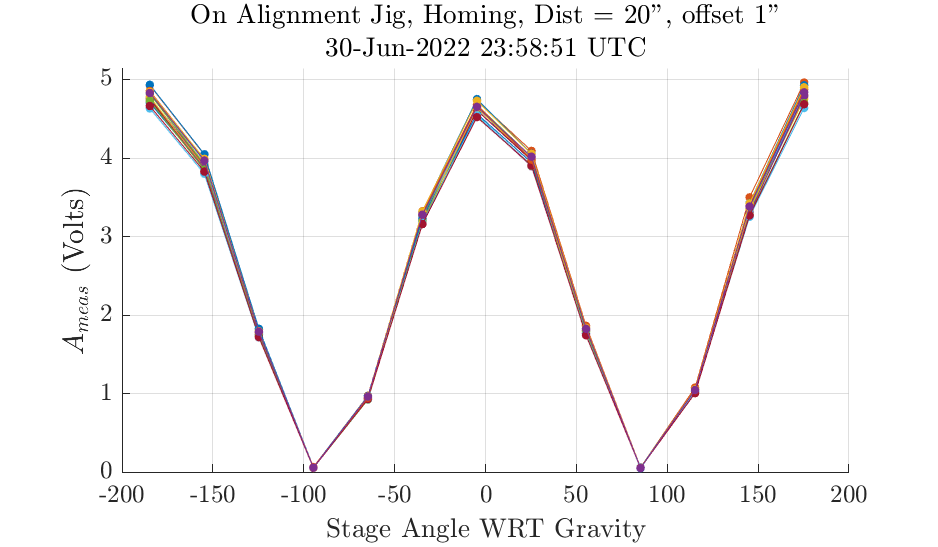 On Alignment Jig, Homing, Dist = 20”, offset 1”
30-Jun-2022 23:58:51 UTC
A_meas (Volts)
5
4
3
2
1
0
-200 -150 -100 -50 0 50 100 150 200
Stage Angle WRT Gravity